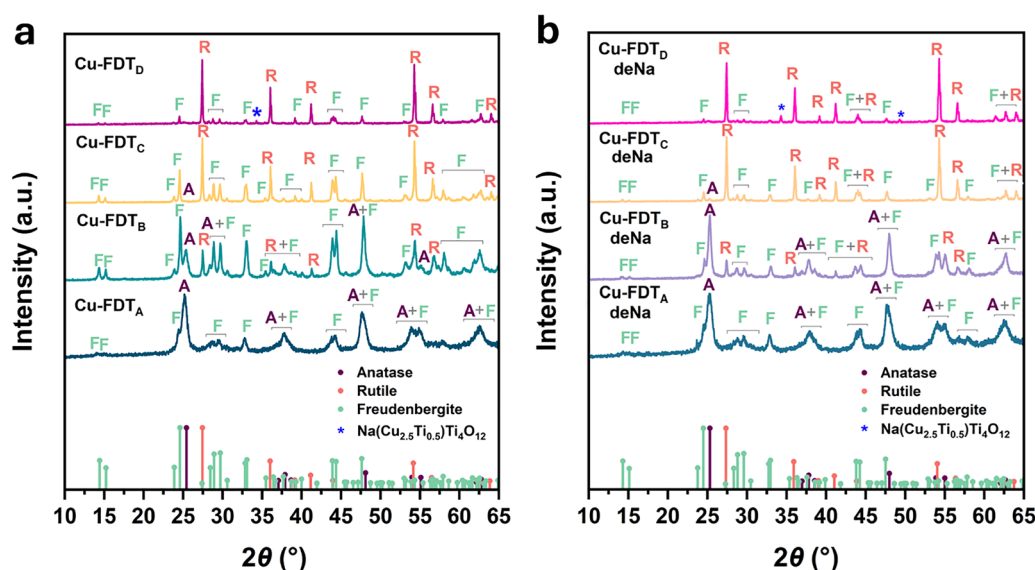 a
Intensity (a.u.)
Cu-FDT_D
F F F R F F * R F R F F F R R F F R
Cu-FDT_C
F F F A R F F R F R F F F R R F R
Cu-FDT_B
F F F A R A+F F F R+F R F A+F F R A R F
Cu-FDT_A
F F F A F F A+F F A+F A+F A+F
Anatase
Rutile
Freudenbergite
* Na(Cu2.5Ti0.5)Ti4O12
10 15 20 25 30 35 40 45 50 55 60 65
2θ (°)
b
Intensity (a.u.)
Cu-FDT_D
deNa
F F F R F * R R R F+R F * R R F F+R
Cu-FDT_C
deNa
F F F A R F F R R R F+R F R R F F+R
Cu-FDT_B
deNa
F F F A R F F R A+F F+R A+F F R R F A+F
Cu-FDT_A
deNa
F F F A F F A+F F A+F A+F F A+F
Anatase
Rutile
Freudenbergite
* Na(Cu2.5Ti0.5)Ti4O12
10 15 20 25 30 35 40 45 50 55 60 65
2θ (°)